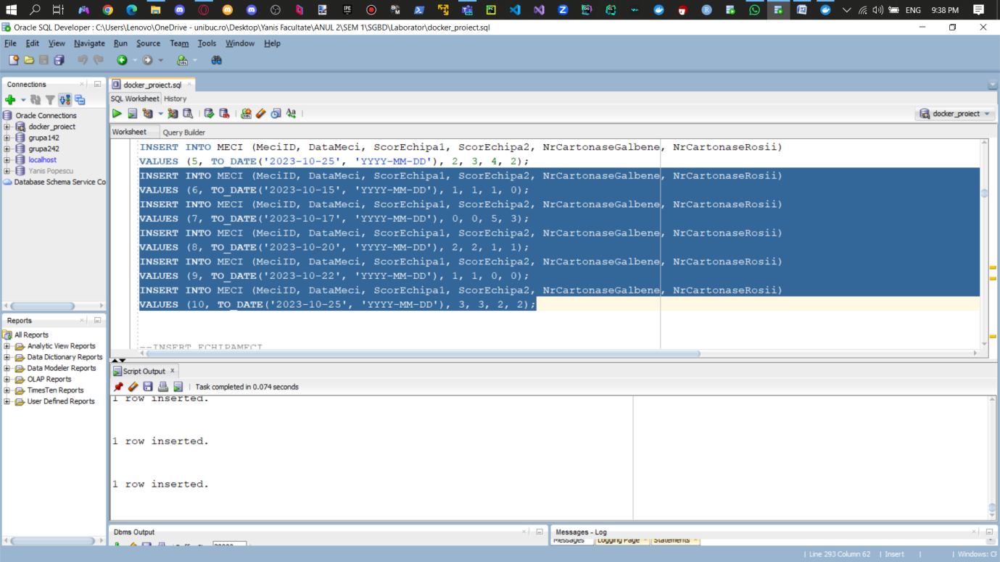 ENG 9:38 PM
Oracle SQL Developer : C:\Users\Lenovo\OneDrive - unibuc.ro\Desktop\Yanis Facultate\ANUL 2\SEM 1\SGBD\Laborator\docker_proiect.sql
File Edit View Navigate Run Source Team Tools Window Help
Connections
Oracle Connections
docker_proiect
grupa142
grupa242
localhost
Yanis Popescu
Database Schema Service Co
Reports
All Reports
Analytic View Reports
Data Dictionary Reports
Data Modeler Reports
OLAP Reports
TimesTen Reports
User Defined Reports
docker_proiect.sql
SQL Worksheet History
docker_proiect
Worksheet Query Builder
INSERT INTO MECI (MeciID, DataMeci, ScorEchipa1, ScorEchipa2, NrCartonaseGalbene, NrCartonaseRosii)
VALUES (5, TO_DATE('2023-10-25', 'YYYY-MM-DD'), 2, 3, 4, 2);
INSERT INTO MECI (MeciID, DataMeci, ScorEchipa1, ScorEchipa2, NrCartonaseGalbene, NrCartonaseRosii)
VALUES (6, TO_DATE('2023-10-15', 'YYYY-MM-DD'), 1, 1, 1, 0);
INSERT INTO MECI (MeciID, DataMeci, ScorEchipa1, ScorEchipa2, NrCartonaseGalbene, NrCartonaseRosii)
VALUES (7, TO_DATE('2023-10-17', 'YYYY-MM-DD'), 0, 0, 5, 3);
INSERT INTO MECI (MeciID, DataMeci, ScorEchipa1, ScorEchipa2, NrCartonaseGalbene, NrCartonaseRosii)
VALUES (8, TO_DATE('2023-10-20', 'YYYY-MM-DD'), 2, 2, 1, 1);
INSERT INTO MECI (MeciID, DataMeci, ScorEchipa1, ScorEchipa2, NrCartonaseGalbene, NrCartonaseRosii)
VALUES (9, TO_DATE('2023-10-22', 'YYYY-MM-DD'), 1, 1, 0, 0);
INSERT INTO MECI (MeciID, DataMeci, ScorEchipa1, ScorEchipa2, NrCartonaseGalbene, NrCartonaseRosii)
VALUES (10, TO_DATE('2023-10-25', 'YYYY-MM-DD'), 3, 3, 2, 2);
--INSERT ECHIPAMECI
Script Output
Task completed in 0.074 seconds
1 row inserted.
1 row inserted.
1 row inserted.
Dbms Output
Messages - Log
Messages Logging Page Statements
Line 293 Column 62 Insert Windows: